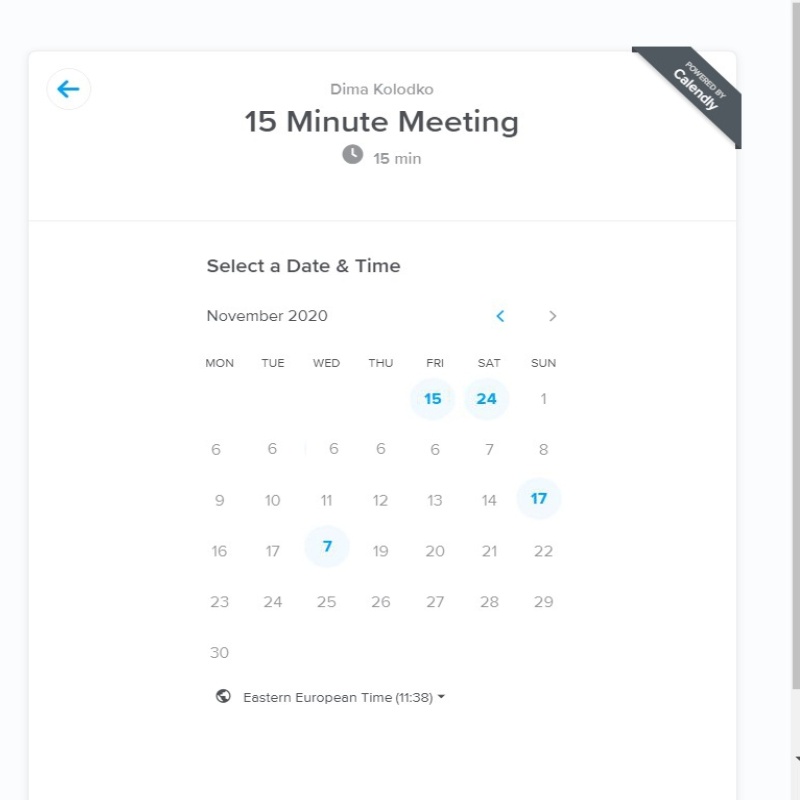 Dima Kolodko
15 Minute Meeting
15 min
POWERED BY
Calendly
Select a Date & Time
November 2020
MON TUE WED THU FRI SAT SUN
15 24 1
6 6 6 6 6 7 8
9 10 11 12 13 14 17
16 17 7 19 20 21 22
23 24 25 26 27 28 29
30
Eastern European Time (11:38)